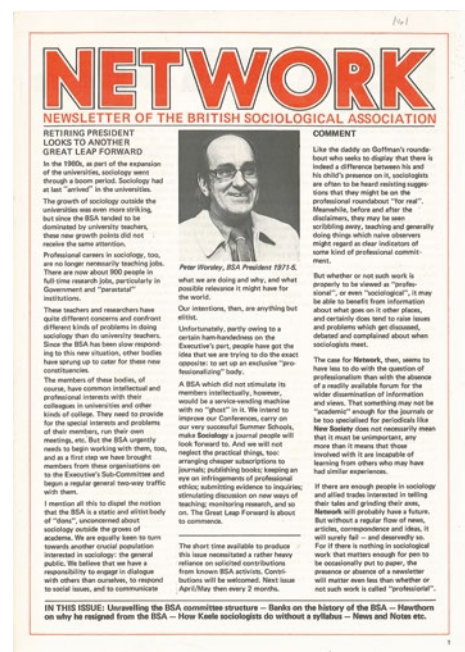 NETWORK
NEWSLETTER OF THE BRITISH SOCIOLOGICAL ASSOCIATION
RETIRING PRESIDENT
LOOKS TO ANOTHER
GREAT LEAP FORWARD
In the 1960s, as part of the expansion
of the universities, sociology went
through a boom period. Sociology had
at last "arrived" in the universities.
The growth of sociology outside the
universities was even more striking,
but since the BSA tended to be
dominated by university teachers,
these new growth points did not
receive the same attention.
Professional careers in sociology, too,
are no longer necessarily teaching jobs.
There are now about 900 people in
full-time research jobs, particularly in
Government and "parastatal"
institutions.
These teachers and researchers have
quite different concerns and confront
different kinds of problems in doing
sociology than do university teachers.
Since the BSA has been slow respond-
ing to this new situation, other bodies
have sprung up to cater for these new
constituencies.
The members of these bodies, of
course, have common intellectual and
professional interests with their
colleagues in universities and other
kinds of college. They need to provide
for the special interests and problems
of their members, run their own
meetings, etc. But the BSA urgently
needs to begin working with them, too,
and as a first step we have brought
members from these organisations on
to the Executive's Sub-Committee and
begun a regular general two-way traffic
with them.
I mention all this to dispel the notion
that the BSA is a static and elitist body
of "dons", unconcerned about
sociology outside the groves of
academe. We are equally keen to turn
towards another crucial population
interested in sociology: the general
public. We believe that we have a
responsibility to engage in dialogue
with others than ourselves, to respond
to social issues, and to communicate
Peter Worsley, BSA President 1971-5.
what we are doing and why, and what
possible relevance it might have for
the world.
Our intentions, then, are anything but
elitist.
Unfortunately, partly owing to a
certain ham-handedness on the
Executive's part, people have got the
idea that we are trying to do the exact
opposite: to set up an exclusive "pro-
fessionalizing" body.
A BSA which did not stimulate its
members intellectually, however,
would be a service-vending machine
with no "ghost" in it. We intend to
improve our Conferences, carry on
our very successful Summer Schools,
make Sociology a journal people will
look forward to. And we will not
neglect the practical things, too:
arranging cheaper subscriptions to
journals; publishing books; keeping an
eye on infringements of professional
ethics; submitting evidence to inquiries;
stimulating discussion on new ways of
teaching; monitoring research, and so
on. The Great Leap Forward is about
to commence.
The short time available to produce
this issue necessitated a rather heavy
reliance on solicited contributions
from known BSA activists. Contri-
butions will be welcomed. Next issue
April/May then every 2 months.
COMMENT
Like the daddy on Goffman's rounda-
bout who seeks to display that there is
indeed a difference between his and
his child's presence on it, sociologists
are often to be heard resisting sugges-
tions that they might be on the
professional roundabout "for real".
Meanwhile, before and after the
disclaimers, they may be seen
scribbling away, teaching and generally
doing things which naive observers
might regard as clear indicators of
some kind of professional commit-
ment.
But whether or not such work is
properly to be viewed as "profes-
sional", or even "sociological", it may
be able to benefit from information
about what goes on it other places,
and certainly does tend to raise issues
and problems which get discussed,
debated and complained about when
sociologists meet.
The case for Network, then, seems to
have less to do with the question of
professionalism than with the absence
of a readily available forum for the
wider dissemination of information
and views. That something may not be
"academic" enough for the journals or
be too specialised for periodicals like
New Society does not necessarily mean
that it must be unimportant, any
more than it means that those
involved with it are incapable of
learning from others who may have
had similar experiences.
If there are enough people in sociology
and allied trades interested in telling
their tales and grinding their axes,
Network will probably have a future.
But without a regular flow of news,
articles, correspondence and ideas, it
will surely fail — and deservedly so.
For if there is nothing in sociological
work that matters enough for pen to
be occasionally put to paper, the
presence or absence of a newsletter
will matter even less than whether or
not such work is called "professional".
IN THIS ISSUE: Unravelling the BSA committee structure — Banks on the history of the BSA — Hawthorn
on why he resigned from the BSA — How Keele sociologists do without a syllabus — News and Notes etc.